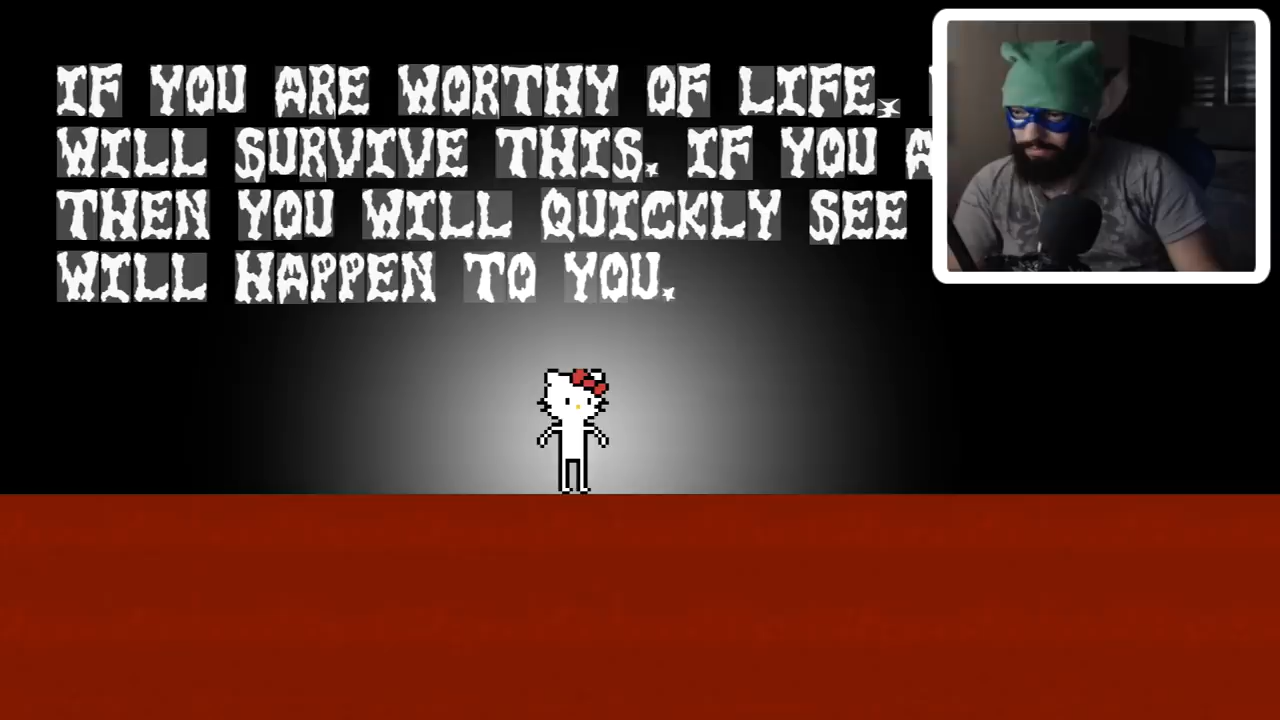 IF YOU ARE WORTHY OF LIFE.
WILL SURVIVE THIS. IF YOU
THEN YOU WILL QUICKLY SEE
WILL HAPPEN TO YOU.